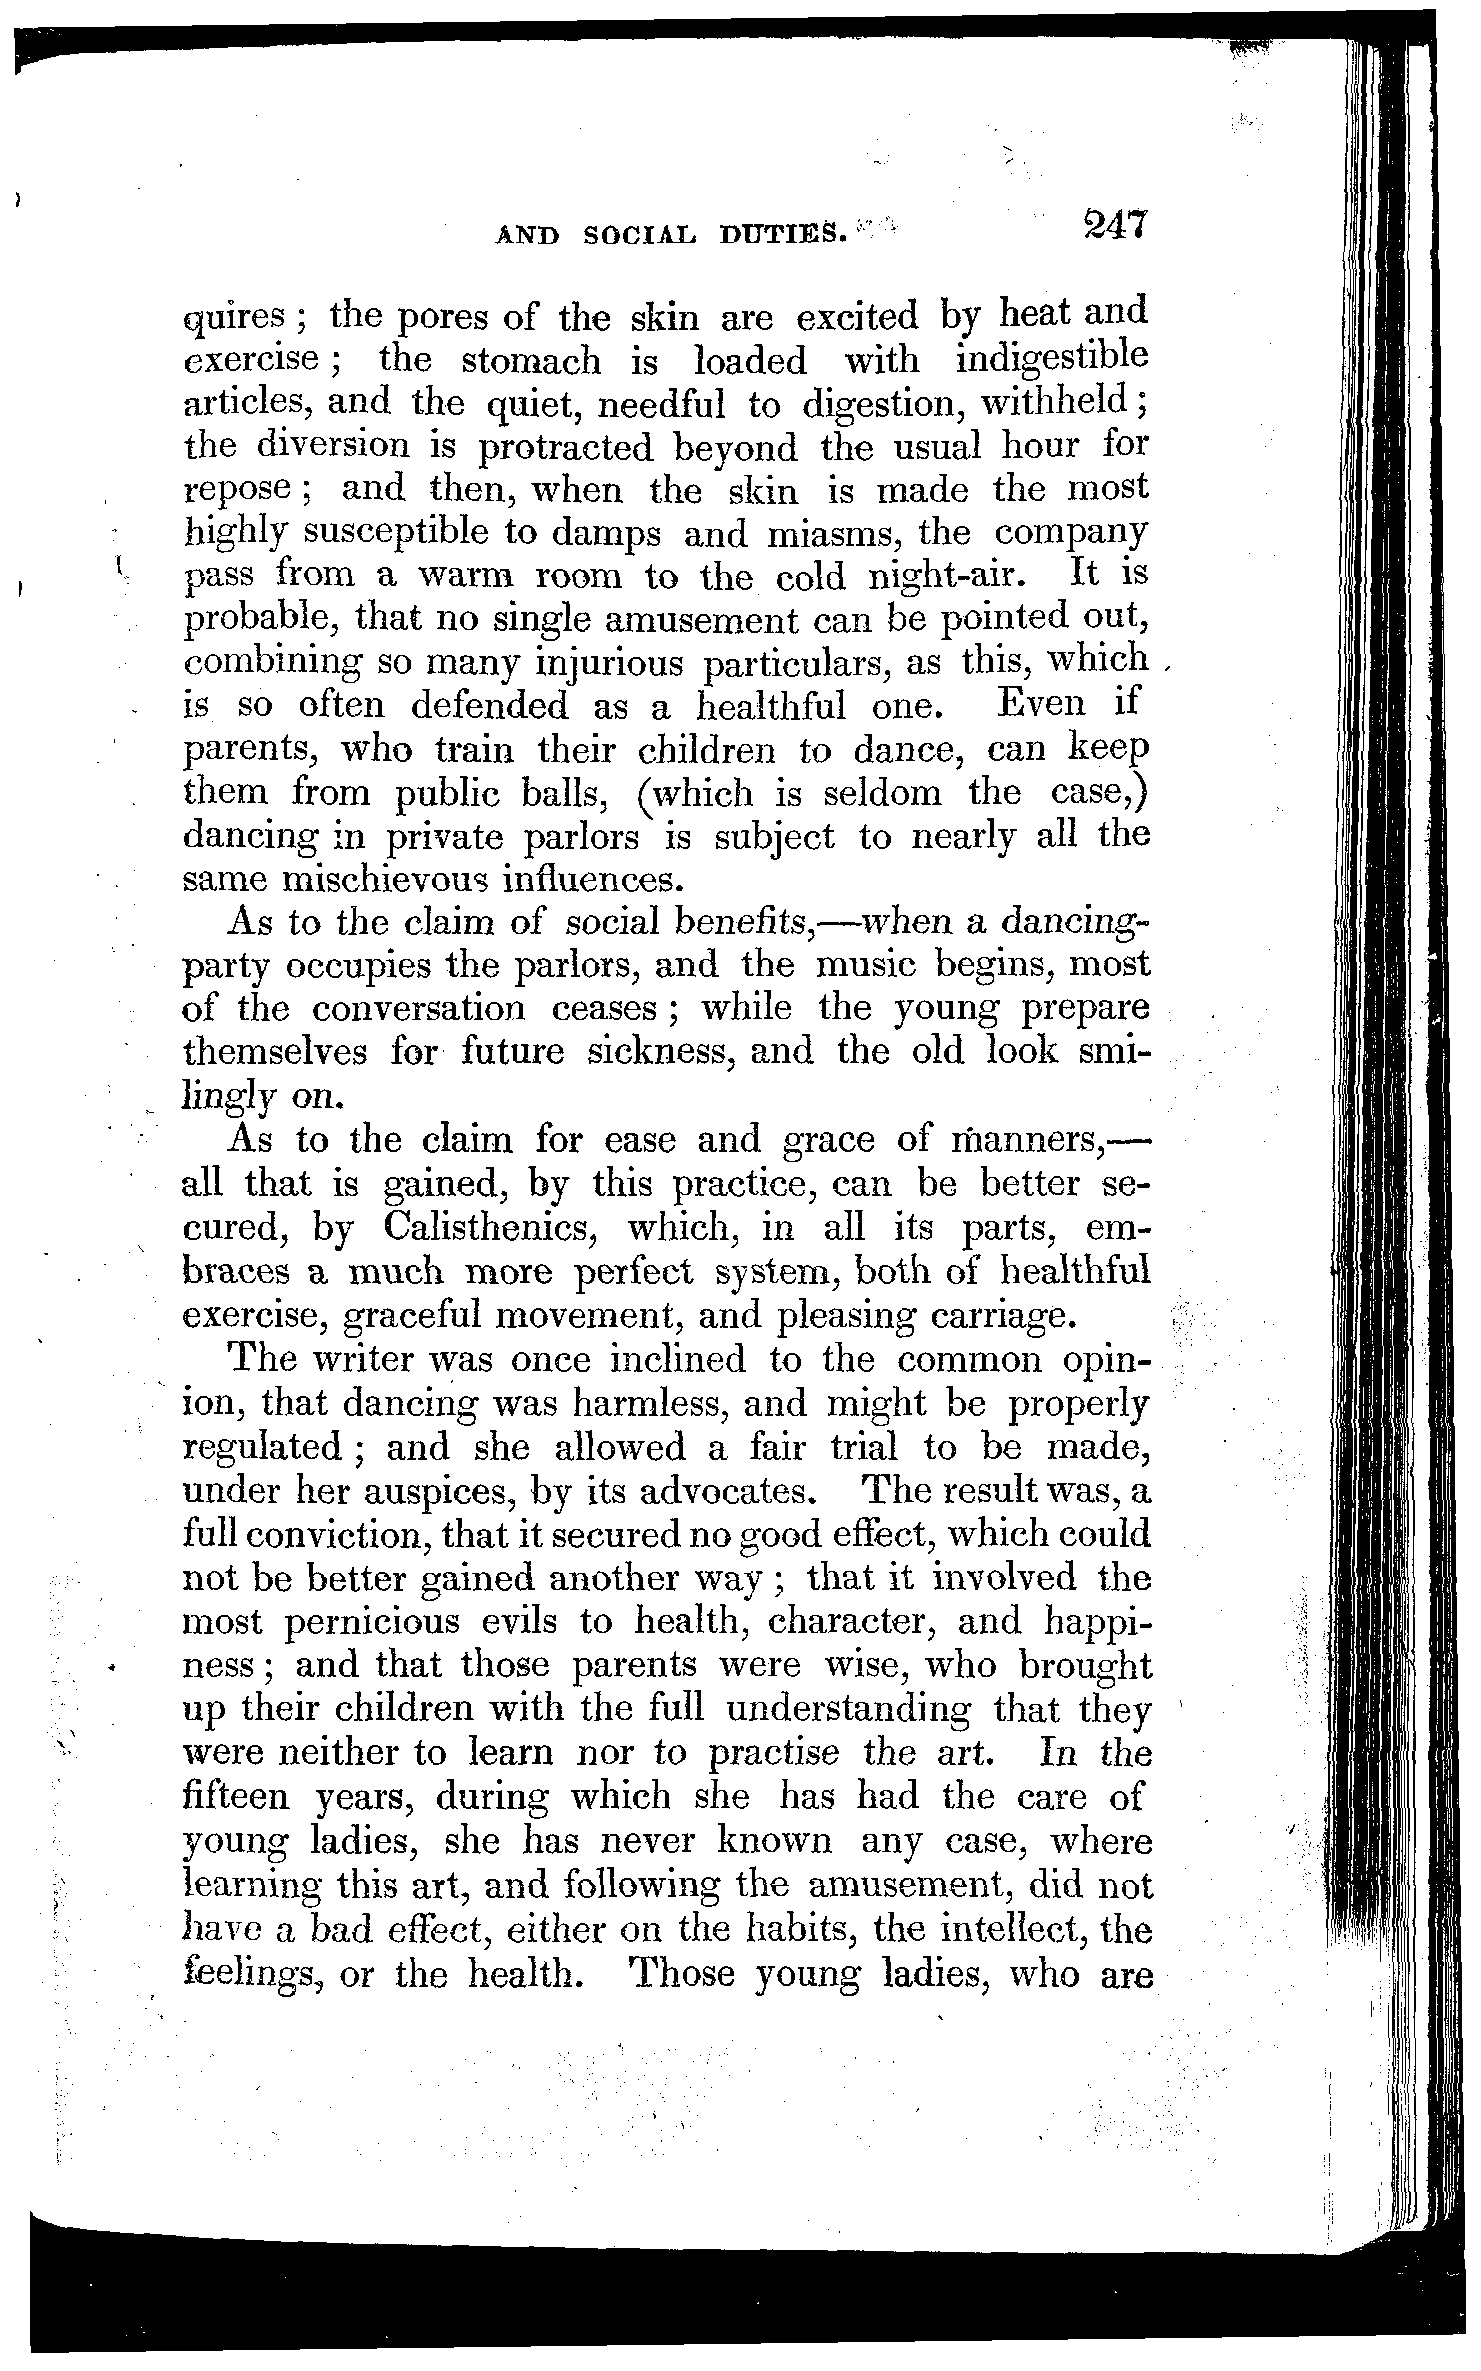 AND SOCIAL DUTIES. 247
quires ; the pores of the skin are excited by heat and
exercise ; the stomach is loaded with indigestible
articles, and the quiet, needful to digestion, withheld ;
the diversion is protracted beyond the usual hour for
repose ; and then, when the skin is made the most
highly susceptible to damps and miasms, the company
pass from a warm room to the cold night-air. It is
probable, that no single amusement can be pointed out,
combining so many injurious particulars, as this, which
is so often defended as a healthful one. Even if
parents, who train their children to dance, can keep
them from public balls, (which is seldom the case,)
dancing in private parlors is subject to nearly all the
same mischievous influences.
As to the claim of social benefits,—when a dancing-
party occupies the parlors, and the music begins, most
of the conversation ceases ; while the young prepare
themselves for future sickness, and the old look smi-
lingly on.
As to the claim for ease and grace of manners,—
all that is gained, by this practice, can be better se-
cured, by Calisthenics, which, in all its parts, em-
braces a much more perfect system, both of healthful
exercise, graceful movement, and pleasing carriage.
The writer was once inclined to the common opin-
ion, that dancing was harmless, and might be properly
regulated ; and she allowed a fair trial to be made,
under her auspices, by its advocates. The result was, a
full conviction, that it secured no good effect, which could
not be better gained another way ; that it involved the
most pernicious evils to health, character, and happi-
ness ; and that those parents were wise, who brought
up their children with the full understanding that they
were neither to learn nor to practise the art. In the
fifteen years, during which she has had the care of
young ladies, she has never known any case, where
learning this art, and following the amusement, did not
have a bad effect, either on the habits, the intellect, the
feelings, or the health. Those young ladies, who are